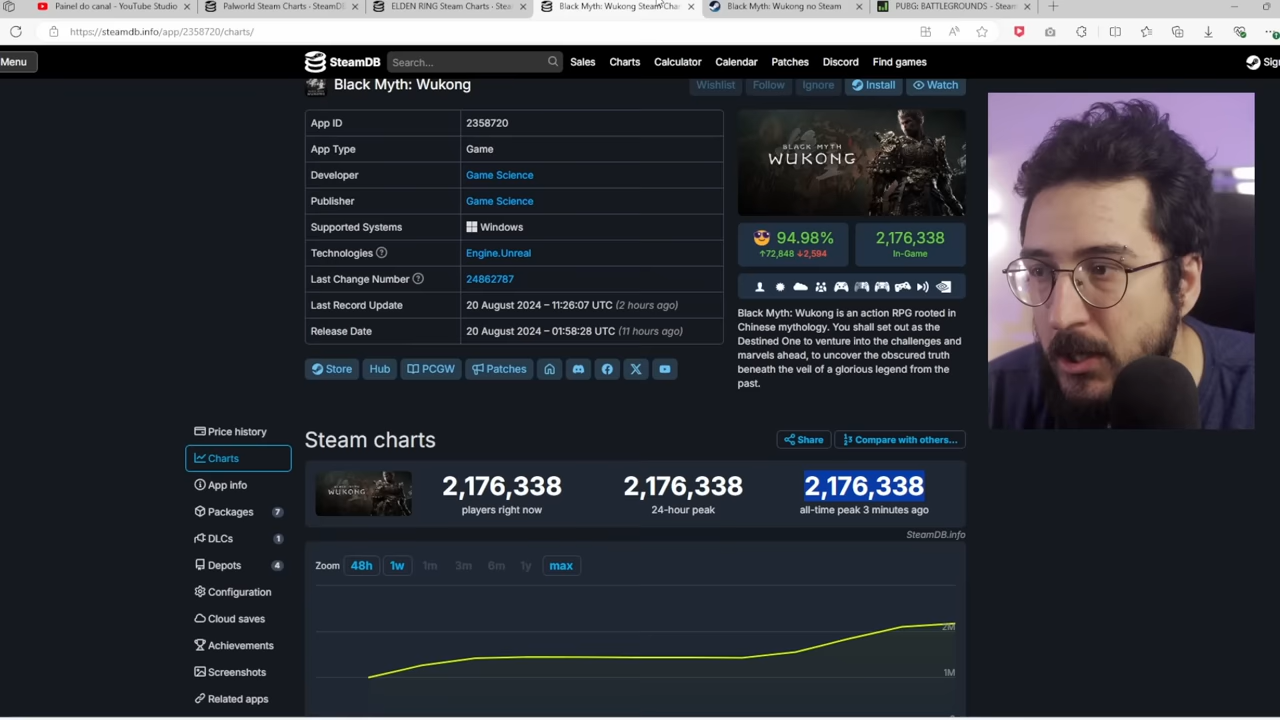 Painel do canal - YouTube Studio
Palworld Steam Charts · SteamDB
ELDEN RING Steam Charts · Steam
Black Myth: Wukong Steam Char
Black Myth: Wukong no Steam
PUBG: BATTLEGROUNDS - Steam
https://steamdb.info/app/2358720/charts/
Menu
SteamDB
Search...
Sales
Charts
Calculator
Calendar
Patches
Discord
Find games
Sig
Black Myth: Wukong
Wishlist
Follow
Ignore
Install
Watch
App ID 2358720
App Type Game
Developer Game Science
Publisher Game Science
Supported Systems Windows
Technologies Engine.Unreal
Last Change Number 24862787
Last Record Update 20 August 2024 – 11:26:07 UTC (2 hours ago)
Release Date 20 August 2024 – 01:58:28 UTC (11 hours ago)
BLACK MYTH
WUKONG
94.98%
↑72,848 ↓2,594
2,176,338
In-Game
Black Myth: Wukong is an action RPG rooted in
Chinese mythology. You shall set out as the
Destined One to venture into the challenges and
marvels ahead, to uncover the obscured truth
beneath the veil of a glorious legend from the
past.
Store
Hub
PCGW
Patches
Price history
Charts
App info
Packages 7
DLCs 1
Depots 4
Configuration
Cloud saves
Achievements
Screenshots
Related apps
Steam charts
Share
Compare with others...
WUKONG
2,176,338
players right now
2,176,338
24-hour peak
2,176,338
all-time peak 3 minutes ago
SteamDB.info
Zoom 48h 1w 1m 3m 6m 1y max
2M
1M